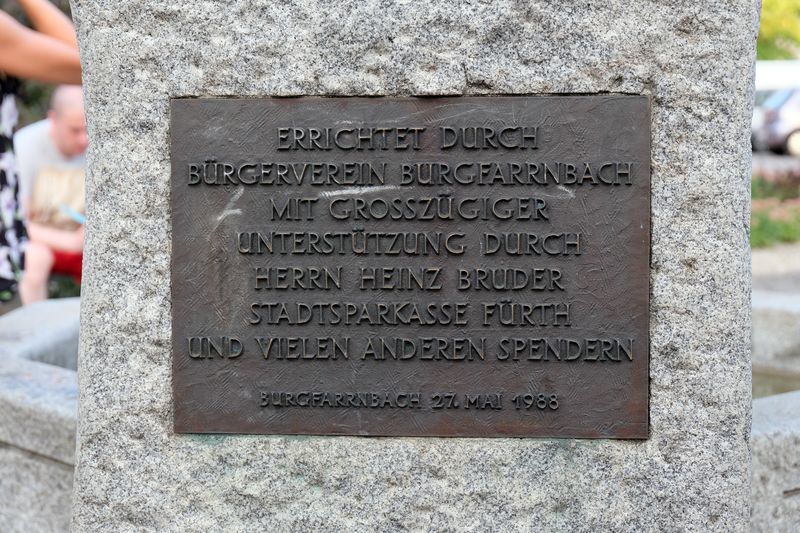 ERRICHTET DURCH
BÜRGERVEREIN BURGFARRNBACH
MIT GROSSZÜGIGER
UNTERSTÜTZUNG DURCH
HERRN HEINZ BRUDER
STADTSPARKASSE FÜRTH
UND VIELEN ANDEREN SPENDERN
BURGFARRNBACH 27. MAI 1988